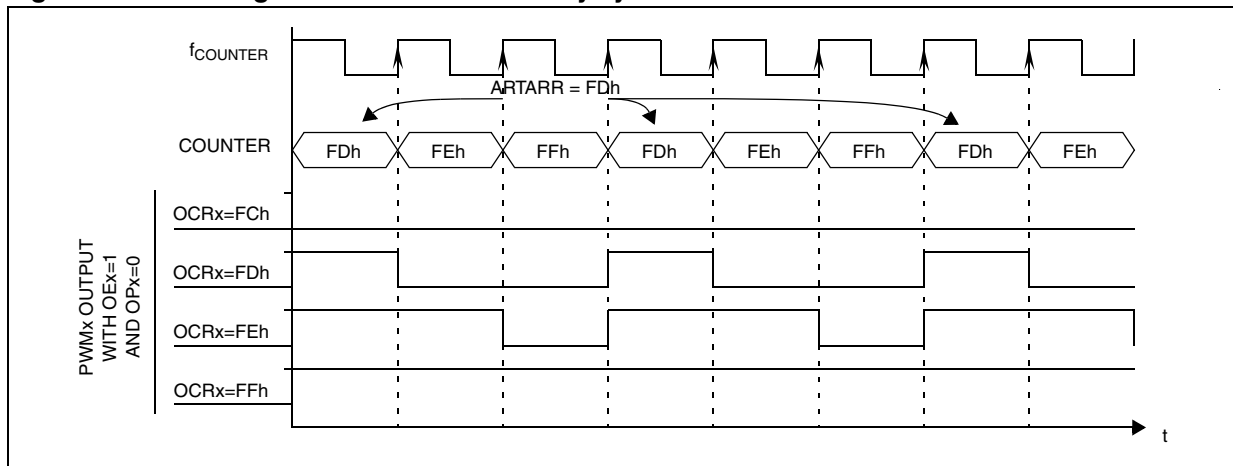 fCOUNTER
ARTARR = FDh
COUNTER
FDh FEh FFh FDh FEh FFh FDh FEh
PWMx OUTPUT
WITH OEx=1
AND OPx=0
OCRx=FCh
OCRx=FDh
OCRx=FEh
OCRx=FFh
t